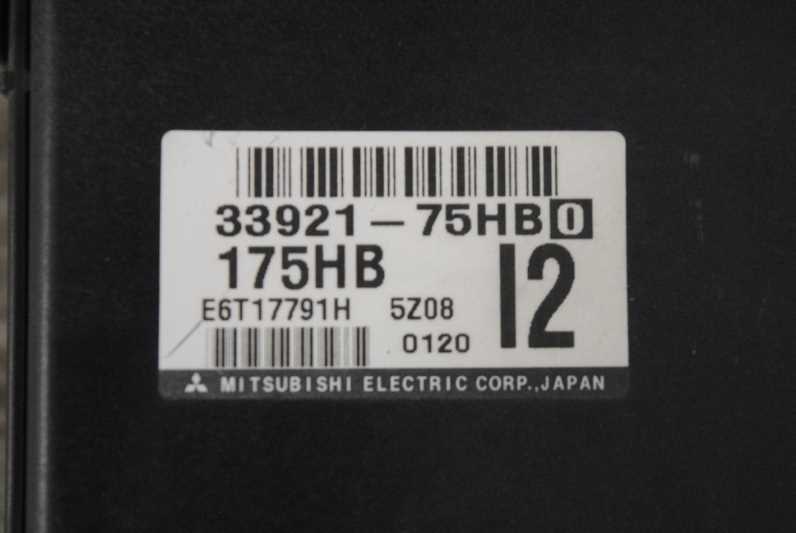 33921-75HB0
175HB
I2
E6T17791H 5Z08
0120
MITSUBISHI ELECTRIC CORP.,JAPAN